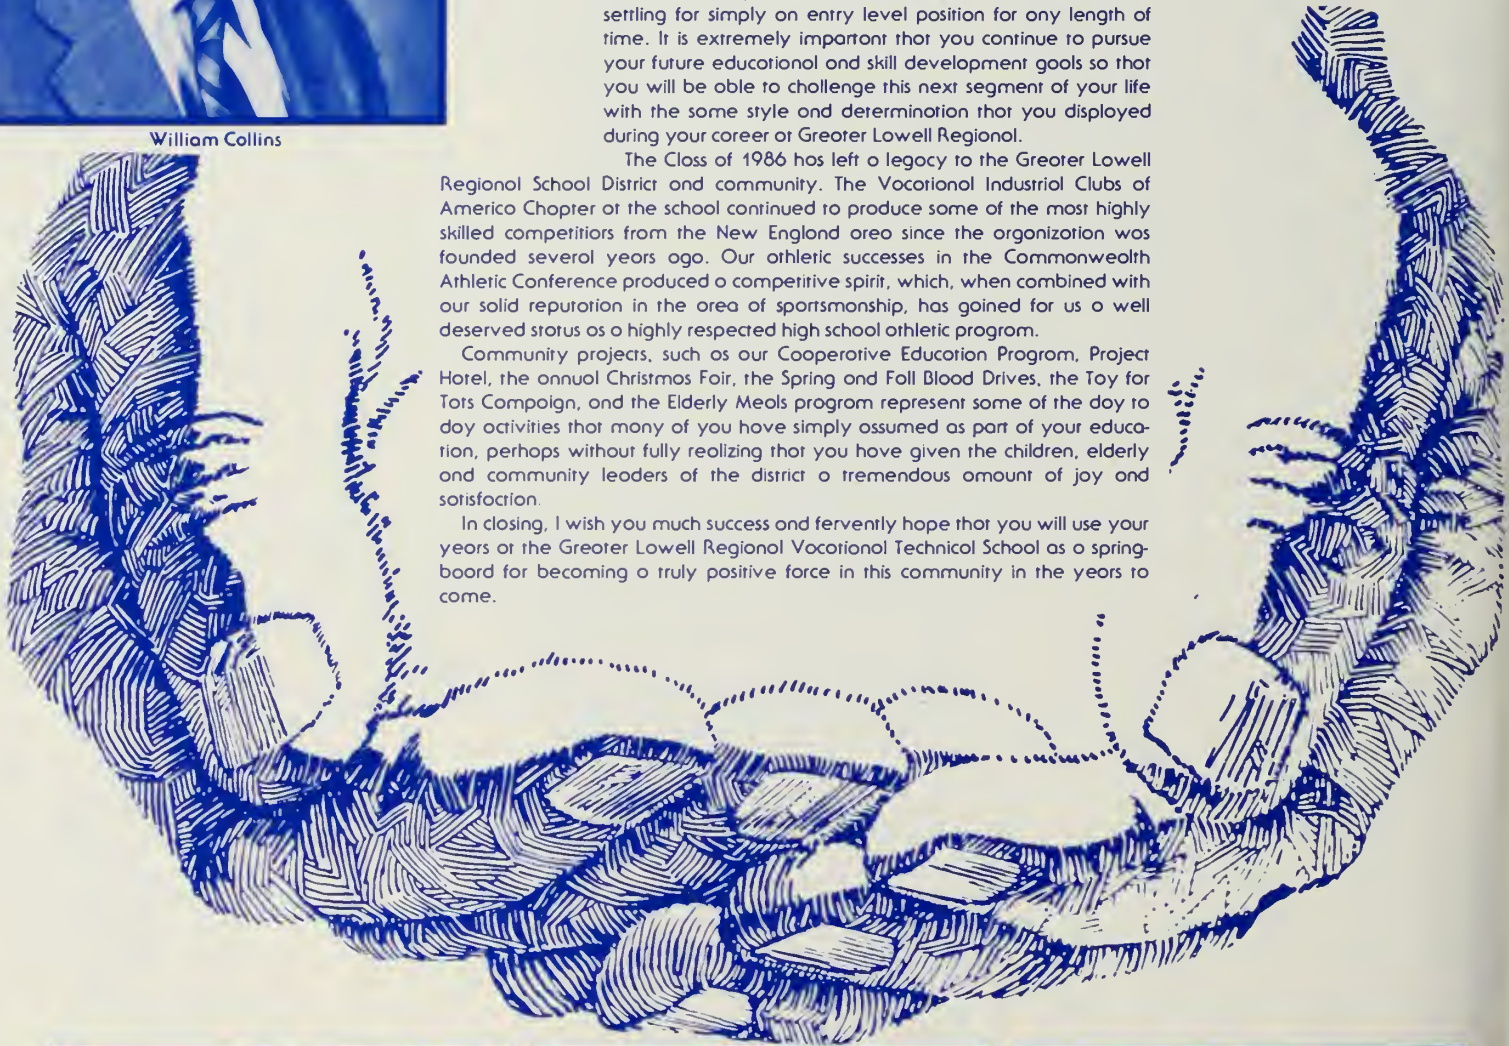 William Collins
settling for simply an entry level position for any length of
time. It is extremely important that you continue to pursue
your future educational and skill development goals so that
you will be able to challenge this next segment of your life
with the same style and determination that you displayed
during your career at Greater Lowell Regional.
The Class of 1986 has left a legacy to the Greater Lowell
Regional School District and community. The Vocational Industrial Clubs of
America Chapter at the school continued to produce some of the most highly
skilled competitiors from the New England area since the organization was
founded several years ago. Our athletic successes in the Commonwealth
Athletic Conference produced a competitive spirit, which, when combined with
our solid reputation in the area of sportsmanship, has gained for us a well
deserved status as a highly respected high school athletic program.
Community projects, such as our Cooperative Education Program, Project
Hotel, the annual Christmas Fair, the Spring and Fall Blood Drives, the Toy for
Tots Campaign, and the Elderly Meals program represent some of the day to
day activities that many of you have simply assumed as part of your educa-
tion, perhaps without fully realizing that you have given the children, elderly
and community leaders of the district a tremendous amount of joy and
satisfaction.
In closing, I wish you much success and fervently hope that you will use your
years at the Greater Lowell Regional Vocational Technical School as a spring-
board for becoming a truly positive force in this community in the years to
come.